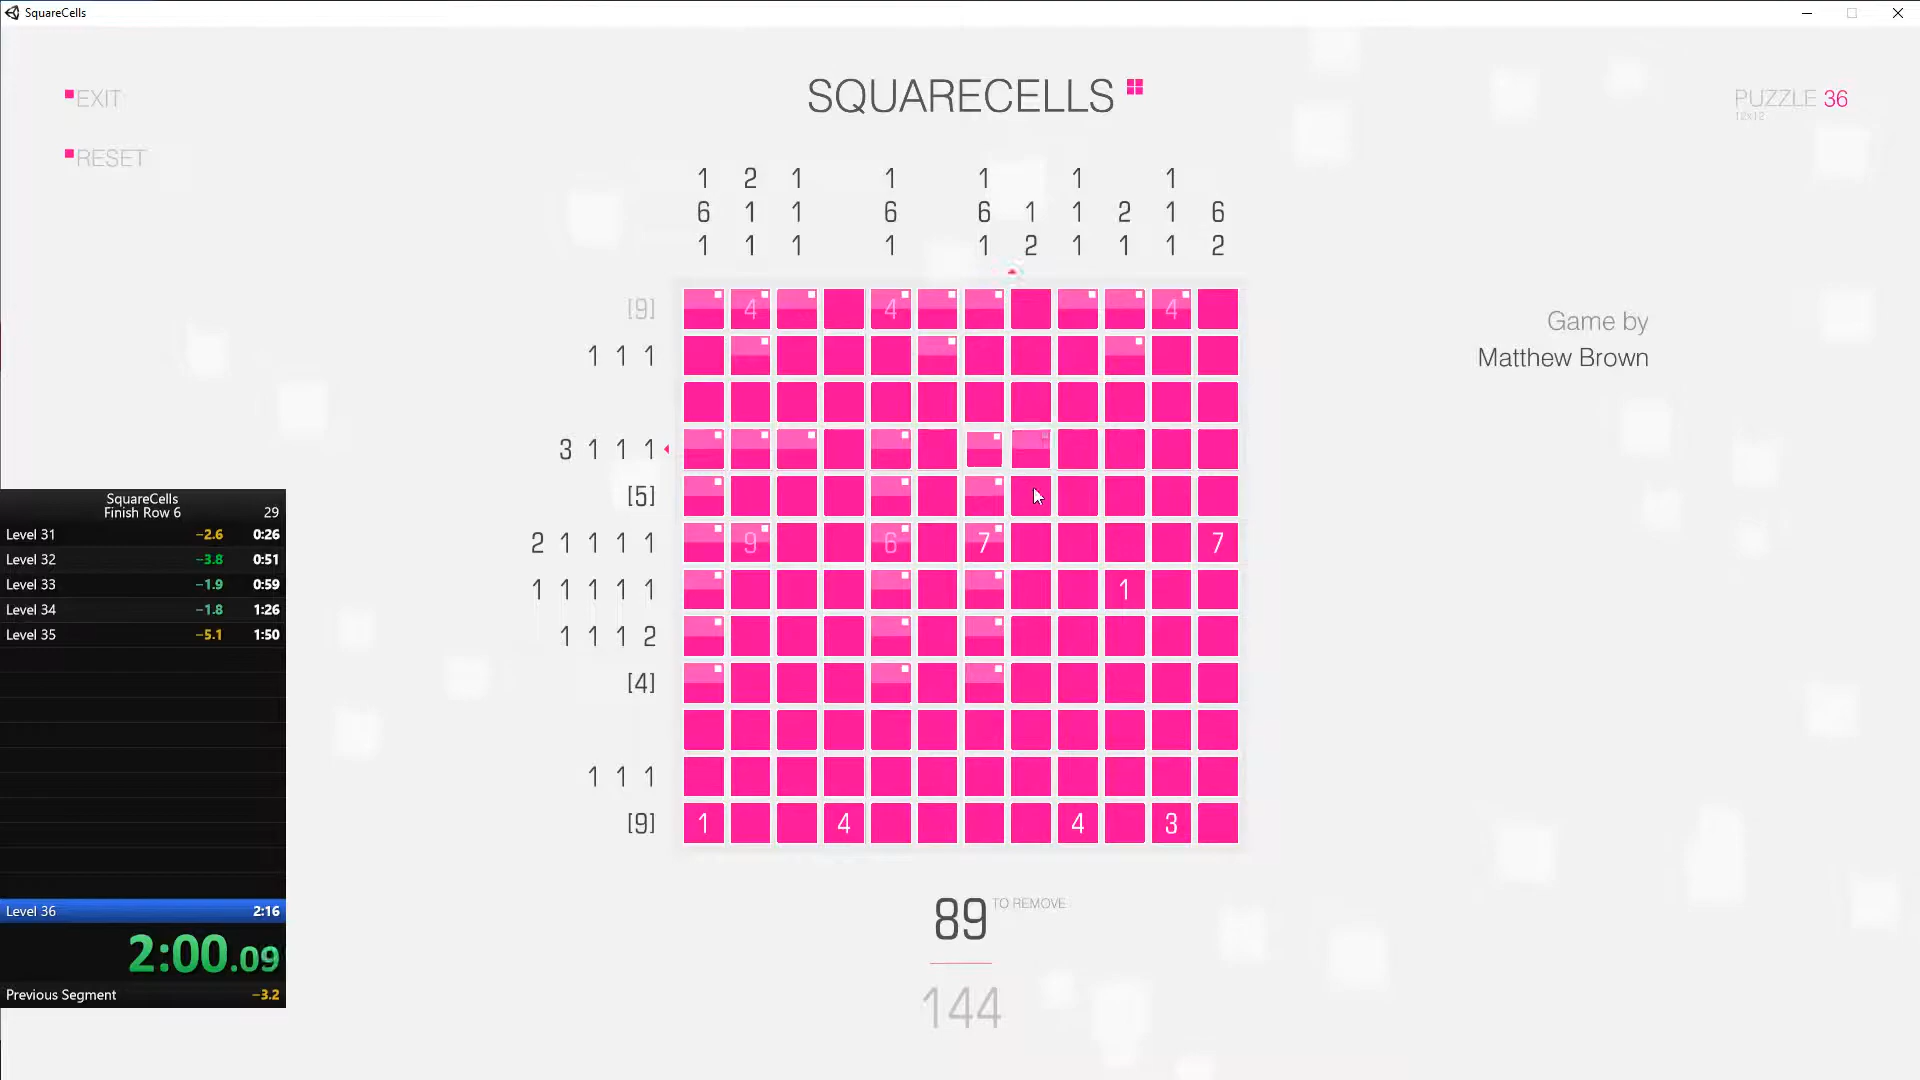 SquareCells
EXIT
RESET
SQUARECELLS
PUZZLE 36
12x12
1 2 1 1 1 1 1
6 1 1 6 6 1 1 2 1 6
1 1 1 1 1 2 1 1 1 2
[9] 4 4 4
1 1 1
3 1 1 1
[5]
2 1 1 1 1 9 6 7 7
1 1 1 1 1 1
1 1 1 2
[4]
1 1 1
[9] 1 4 4 3
Game by
Matthew Brown
89 TO REMOVE
144
SquareCells
Finish Row 6 29
Level 31 −2.6 0:26
Level 32 −3.8 0:51
Level 33 −1.9 0:59
Level 34 −1.8 1:26
Level 35 −5.1 1:50
Level 36 2:16
2:00.09
Previous Segment −3.2